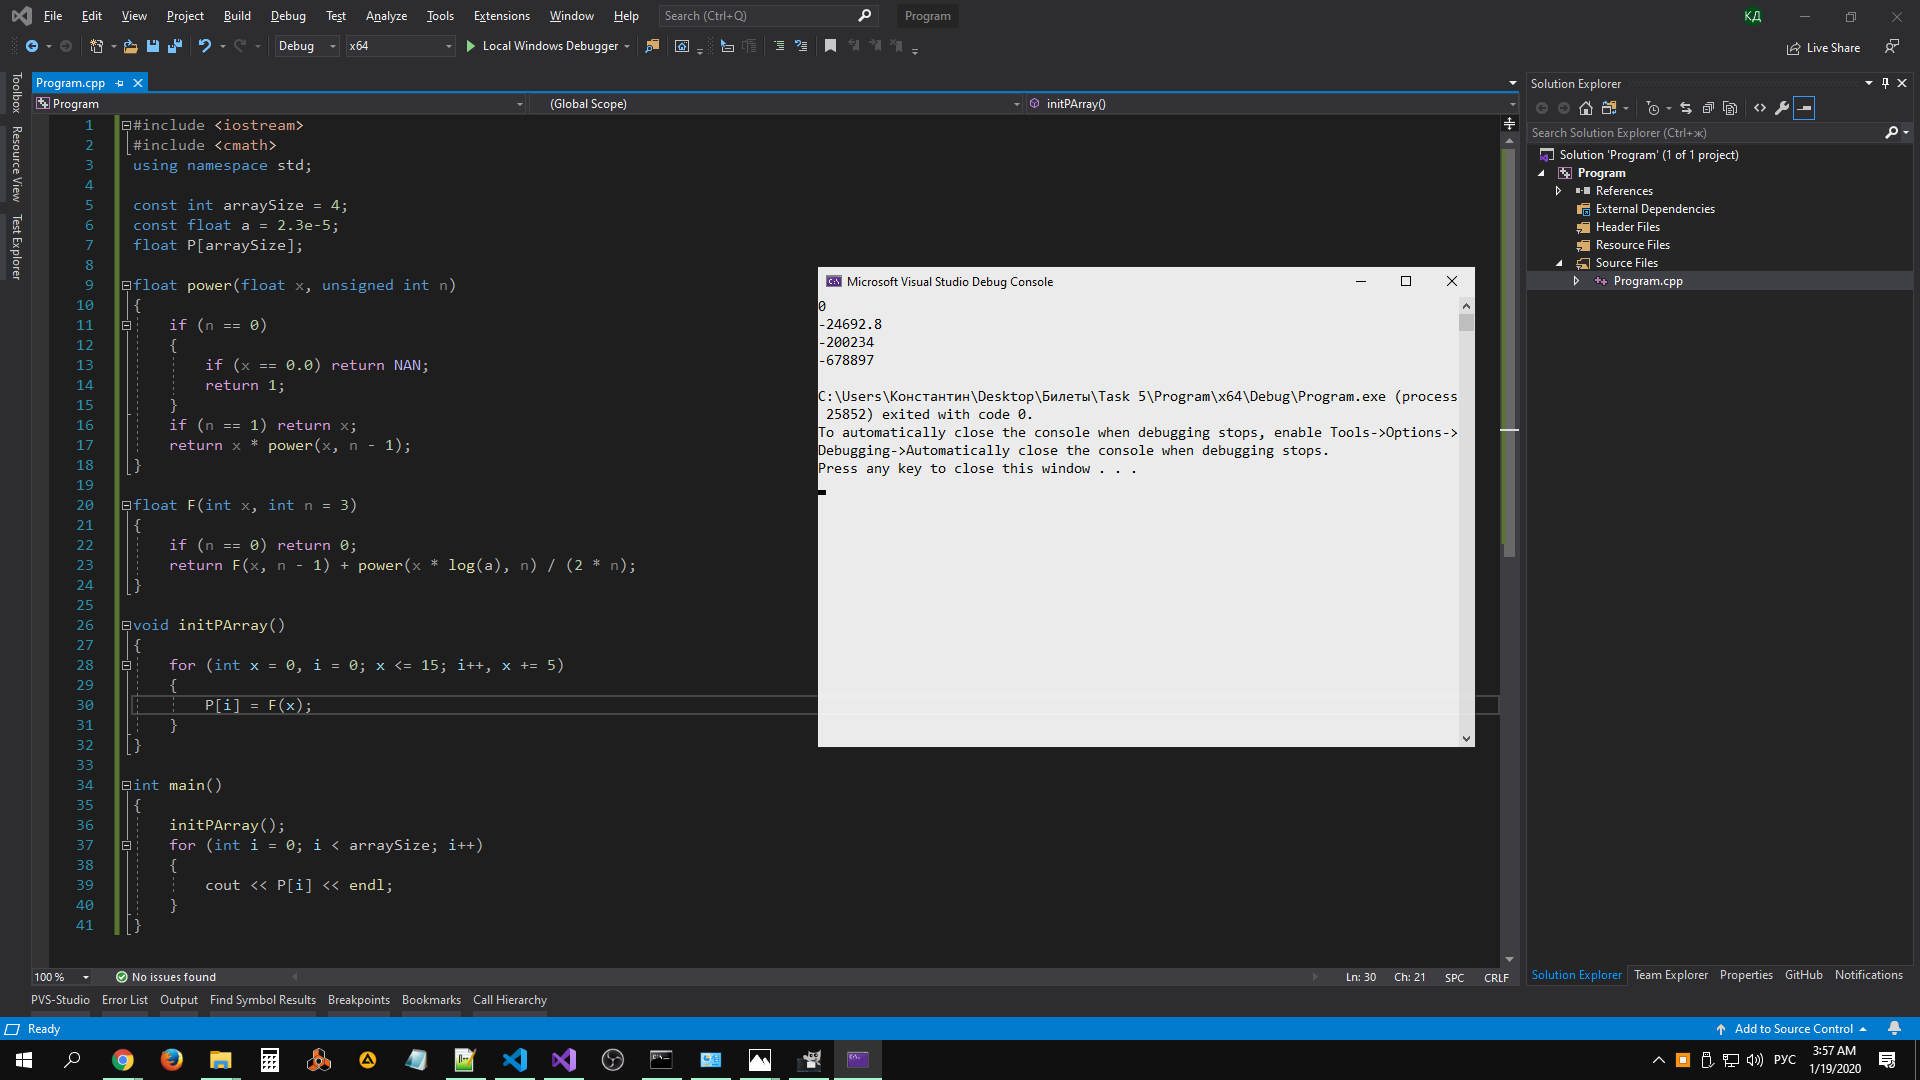 File Edit View Project Build Debug Test Analyze Tools Extensions Window Help Search (Ctrl+Q) Program КД
Debug x64 Local Windows Debugger Live Share
Toolbox
Resource View
Test Explorer
Program.cpp
Program (Global Scope) initPArray()
1 #include <iostream>
2 #include <cmath>
3 using namespace std;
4
5 const int arraySize = 4;
6 const float a = 2.3e-5;
7 float P[arraySize];
8
9 float power(float x, unsigned int n)
10 {
11 if (n == 0)
12 {
13 if (x == 0.0) return NAN;
14 return 1;
15 }
16 if (n == 1) return x;
17 return x * power(x, n - 1);
18 }
19
20 float F(int x, int n = 3)
21 {
22 if (n == 0) return 0;
23 return F(x, n - 1) + power(x * log(a), n) / (2 * n);
24 }
25
26 void initPArray()
27 {
28 for (int x = 0, i = 0; x <= 15; i++, x += 5)
29 {
30 P[i] = F(x);
31 }
32 }
33
34 int main()
35 {
36 initPArray();
37 for (int i = 0; i < arraySize; i++)
38 {
39 cout << P[i] << endl;
40 }
41 }
Microsoft Visual Studio Debug Console
0
-24692.8
-200234
-678897
C:\Users\Константин\Desktop\Билеты\Task 5\Program\x64\Debug\Program.exe (process
25852) exited with code 0.
To automatically close the console when debugging stops, enable Tools->Options->
Debugging->Automatically close the console when debugging stops.
Press any key to close this window . . .
Solution Explorer
Search Solution Explorer (Ctrl+ж)
Solution 'Program' (1 of 1 project)
Program
References
External Dependencies
Header Files
Resource Files
Source Files
Program.cpp
Solution Explorer Team Explorer Properties GitHub Notifications
100 % No issues found Ln: 30 Ch: 21 SPC CRLF
PVS-Studio Error List Output Find Symbol Results Breakpoints Bookmarks Call Hierarchy
Ready Add to Source Control
РУС 3:57 AM
1/19/2020